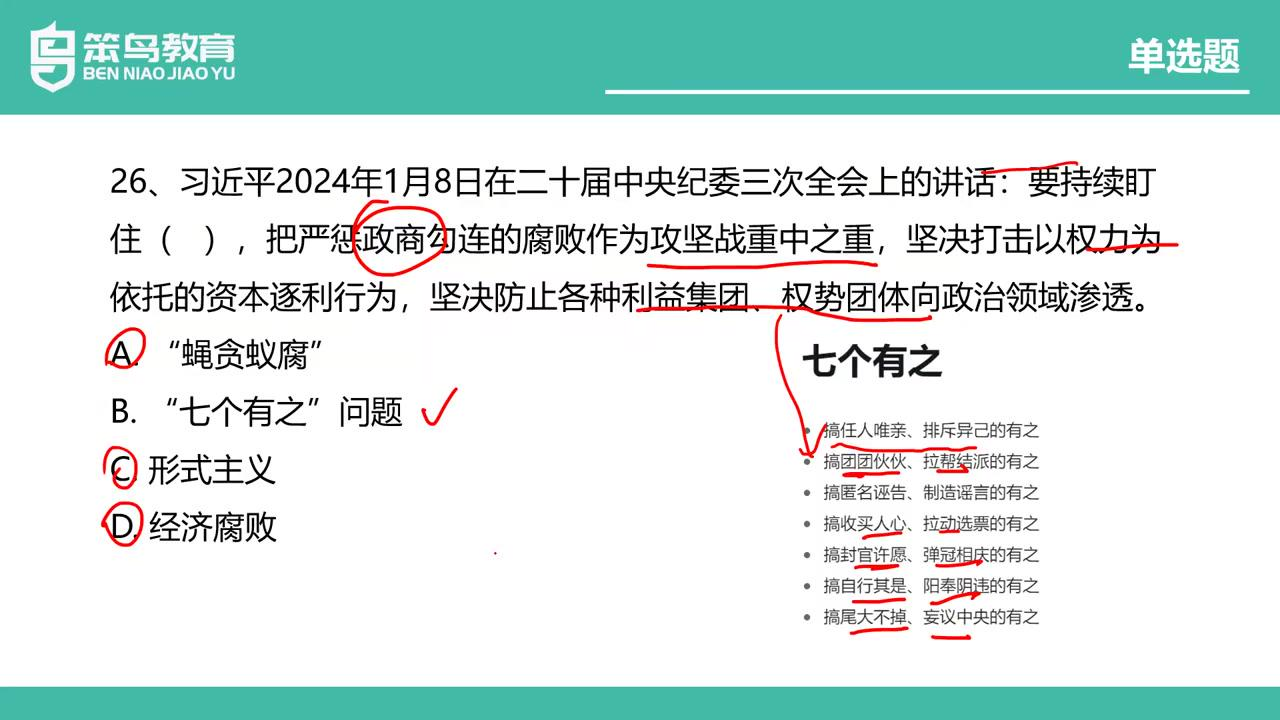 笨鸟教育
BEN NIAO JIAO YU
单选题
26、习近平2024年1月8日在二十届中央纪委三次全会上的讲话：要持续盯
住（ ），把严惩政商勾连的腐败作为攻坚战重中之重，坚决打击以权力为
依托的资本逐利行为，坚决防止各种利益集团、权势团体向政治领域渗透。
A. “蝇贪蚁腐”
B. “七个有之”问题
C. 形式主义
D. 经济腐败
七个有之
• 搞任人唯亲、排斥异己的有之
• 搞团团伙伙、拉帮结派的有之
• 搞匿名诬告、制造谣言的有之
• 搞收买人心、拉动选票的有之
• 搞封官许愿、弹冠相庆的有之
• 搞自行其是、阳奉阴违的有之
• 搞尾大不掉、妄议中央的有之